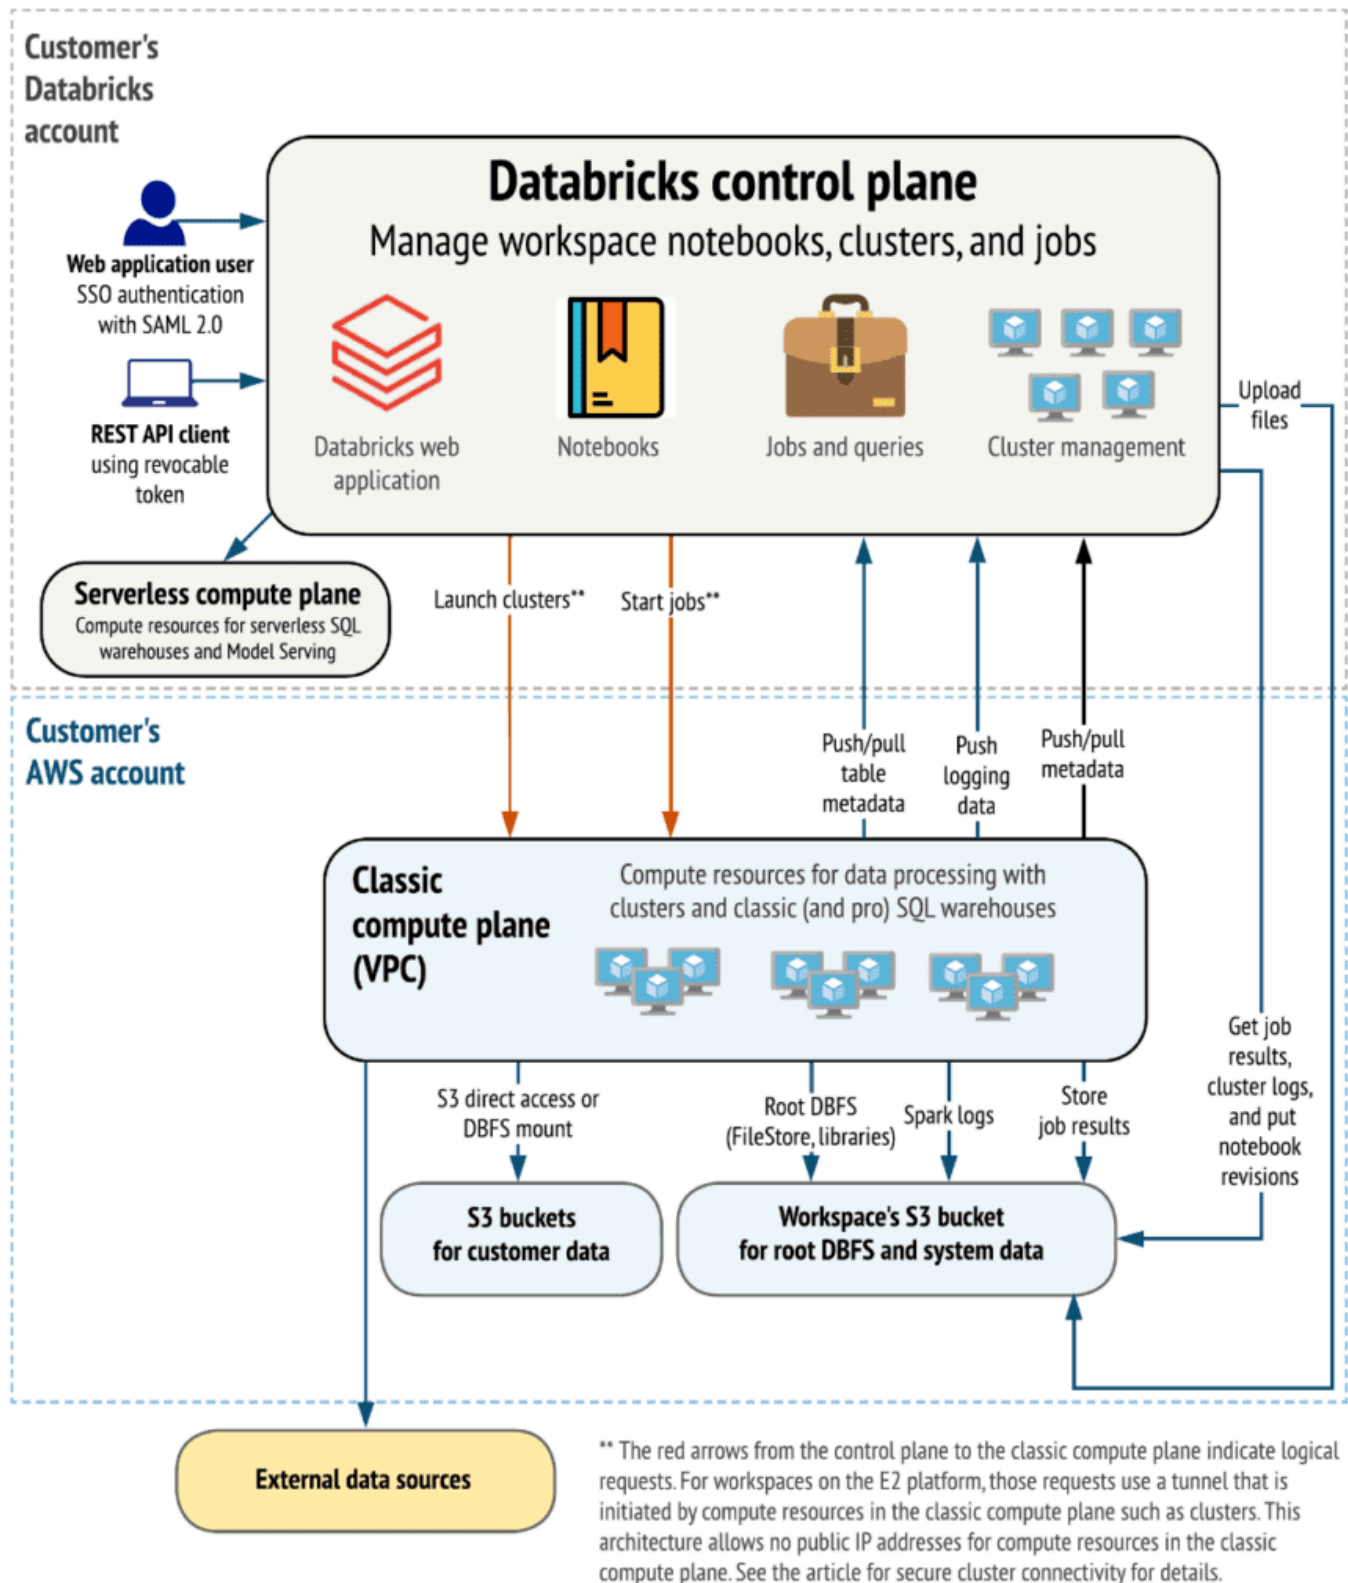 Customer's
Databricks
account
Databricks control plane
Manage workspace notebooks, clusters, and jobs
Web application user
SSO authentication
with SAML 2.0
REST API client
using revocable
token
Databricks web
application
Notebooks
Jobs and queries
Cluster management
Upload
files
Serverless compute plane
Compute resources for serverless SQL
warehouses and Model Serving
Launch clusters**
Start jobs**
Customer's
AWS account
Push/pull
table
metadata
Push
logging
data
Push/pull
metadata
Classic
compute plane
(VPC)
Compute resources for data processing with
clusters and classic (and pro) SQL warehouses
Get job
results,
cluster logs,
and put
notebook
revisions
S3 direct access or
DBFS mount
Root DBFS
(FileStore, libraries)
Spark logs
Store
job results
S3 buckets
for customer data
Workspace's S3 bucket
for root DBFS and system data
External data sources
** The red arrows from the control plane to the classic compute plane indicate logical
requests. For workspaces on the E2 platform, those requests use a tunnel that is
initiated by compute resources in the classic compute plane such as clusters. This
architecture allows no public IP addresses for compute resources in the classic
compute plane. See the article for secure cluster connectivity for details.